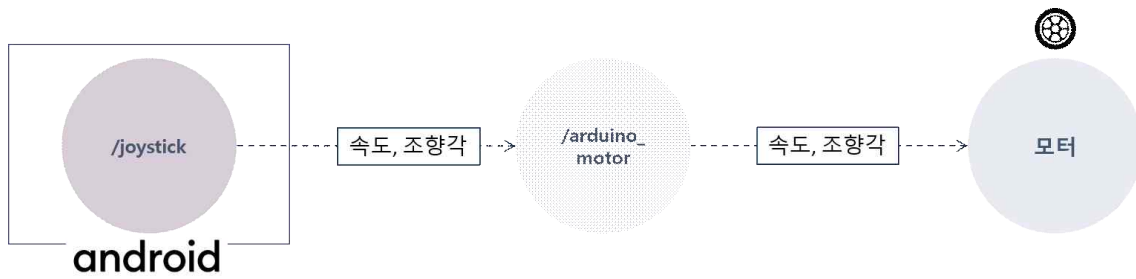 /joystick
속도, 조향각
/arduino_
motor
속도, 조향각
모터
android